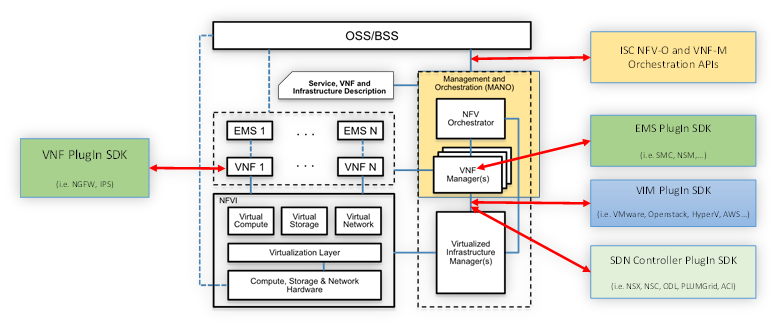 OSS/BSS
ISC NFV-O and VNF-M
Orchestration APIs
Service, VNF and
Infrastructure Description
Management and
Orchestration (MANO)
NFV
Orchestrator
EMS 1
. . .
EMS N
EMS PlugIn SDK
(i.e. SMC, NSM,...)
VNF PlugIn SDK
(i.e. NGFW, IPS)
VNF 1
. . .
VNF N
VNF
Manager(s)
VIM PlugIn SDK
(i.e. VMware, Openstack, HyperV, AWS...)
NFVI
Virtual
Compute
Virtual
Storage
Virtual
Network
Virtualization Layer
Compute, Storage & Network
Hardware
Virtualized
Infrastructure
Manager(s)
SDN Controller PlugIn SDK
(i.e. NSX, NSC, ODL, PLUMGrid, ACI)